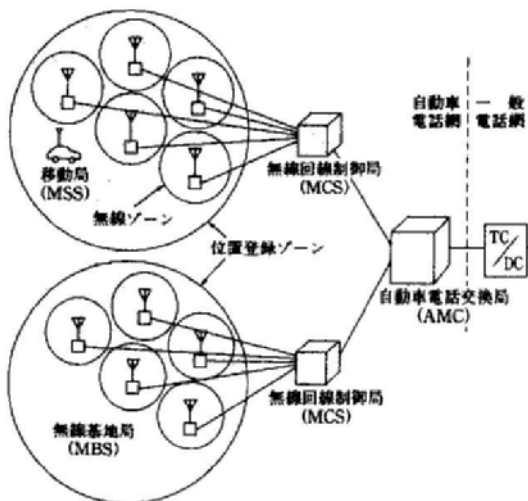 自動車
電話網
一般
電話網
移動局
(MSS)
無線回線制御局
(MCS)
無線ゾーン
位置登録ゾーン
TC/DC
自動車電話交換局
(AMC)
無線回線制御局
(MCS)
無線基地局
(MBS)